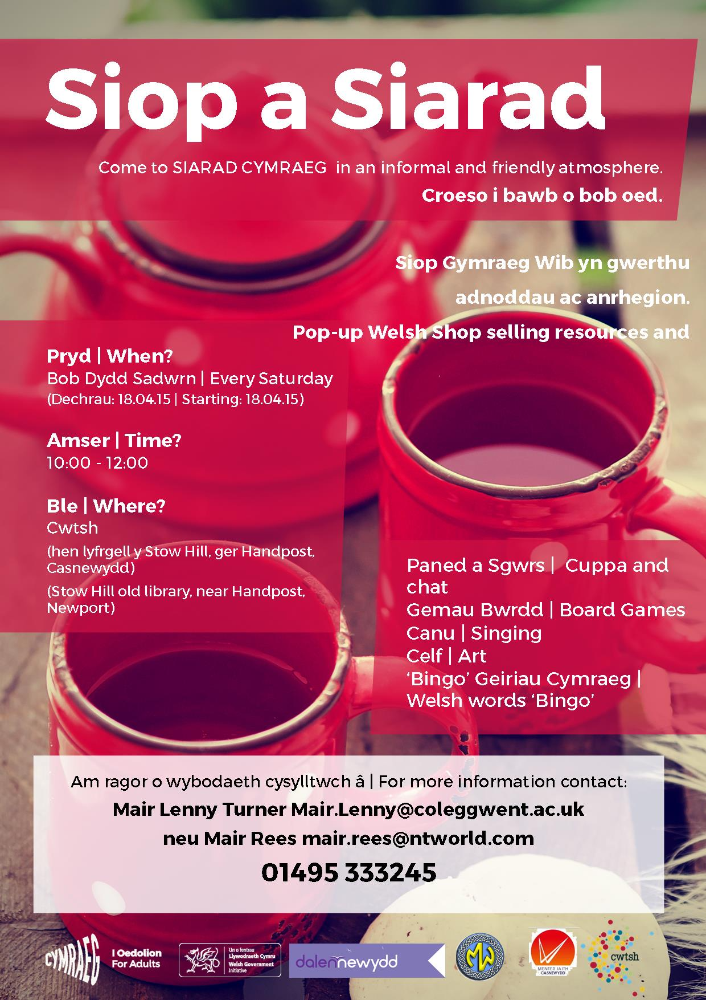 Siop a Siarad
Come to SIARAD CYMRAEG in an informal and friendly atmosphere.
Croeso i bawb o bob oed.
Siop Gymraeg Wib yn gwerthu
adnoddau ac anrhegion.
Pop-up Welsh Shop selling resources and
Pryd | When?
Bob Dydd Sadwrn | Every Saturday
(Dechrau: 18.04.15 | Starting: 18.04.15)
Amser | Time?
10:00 - 12:00
Ble | Where?
Cwtsh
(hen lyfrgell y Stow Hill, ger Handpost,
Casnewydd)
(Stow Hill old library, near Handpost,
Newport)
Paned a Sgwrs | Cuppa and
chat
Gemau Bwrdd | Board Games
Canu | Singing
Celf | Art
‘Bingo’ Geiriau Cymraeg |
Welsh words ‘Bingo’
Am ragor o wybodaeth cysylltwch â | For more information contact:
Mair Lenny Turner Mair.Lenny@coleggwent.ac.uk
neu Mair Rees mair.rees@ntworld.com
01495 333245
CYMRAEG
I Oedolion
For Adults
Un o fentrau
Llywodraeth Cymru
Welsh Government
Initiative
dalennewydd
MW
MENTER IAITH
CASNEWYDD
cwtsh